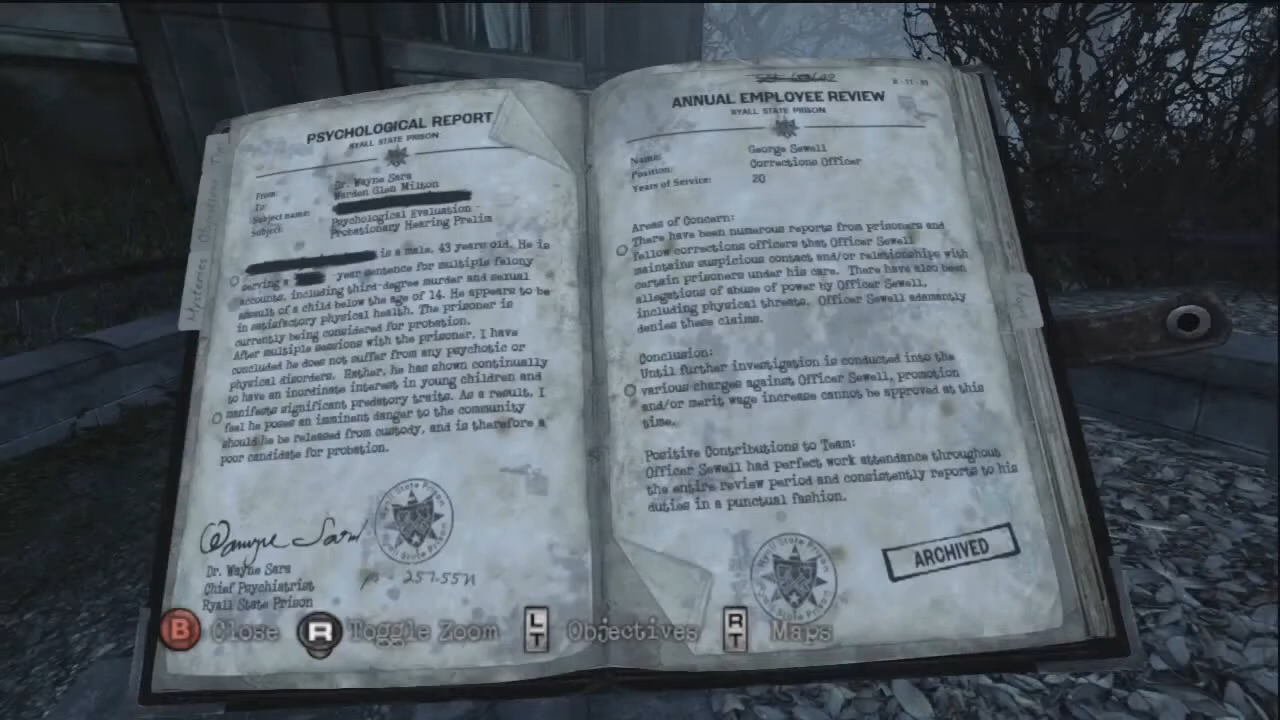 PSYCHOLOGICAL REPORT
RYALL STATE PRISON
From: Dr. Wayne Sara
To: Warden Glen Milton
Subject name:
Subject: Psychological Evaluation -
Probationary Hearing Prelim
is a male, 43 years old. He is
serving a year sentence for multiple felony
accounts, including third-degree murder and sexual
assault of a child below the age of 14. He appears to be
in satisfactory physical health. The prisoner is
currently being considered for probation.
After multiple sessions with the prisoner, I have
concluded he does not suffer from any psychotic or
physical disorders. Rather, he has shown continually
to have an inordinate interest in young children and
manifests significant predatory traits. As a result, I
feel he poses an imminent danger to the community
should he be released from custody, and is therefore a
poor candidate for probation.
Ryall State Prison
Dr. Wayne Sara
Chief Psychiatrist
Ryall State Prison
Mysteries Objectives
ANNUAL EMPLOYEE REVIEW
RYALL STATE PRISON
Name: George Sewell
Position: Corrections Officer
Years of Service: 20
Areas of Concern:
There have been numerous reports from prisoners and
fellow corrections officers that Officer Sewell
maintains suspicious contact and/or relationships with
certain prisoners under his care. There have also been
allegations of abuse of power by Officer Sewell,
including physical threats. Officer Sewell adamantly
denies these claims.
Conclusion:
Until further investigation is conducted into the
various charges against Officer Sewell, promotion
and/or merit wage increase cannot be approved at this
time.
Positive Contributions to Team:
Officer Sewell had perfect work attendance throughout
the entire review period and consistently reports to his
duties in a punctual fashion.
Ryall State Prison
ARCHIVED
B Close R Toggle Zoom LT Objectives RT Maps